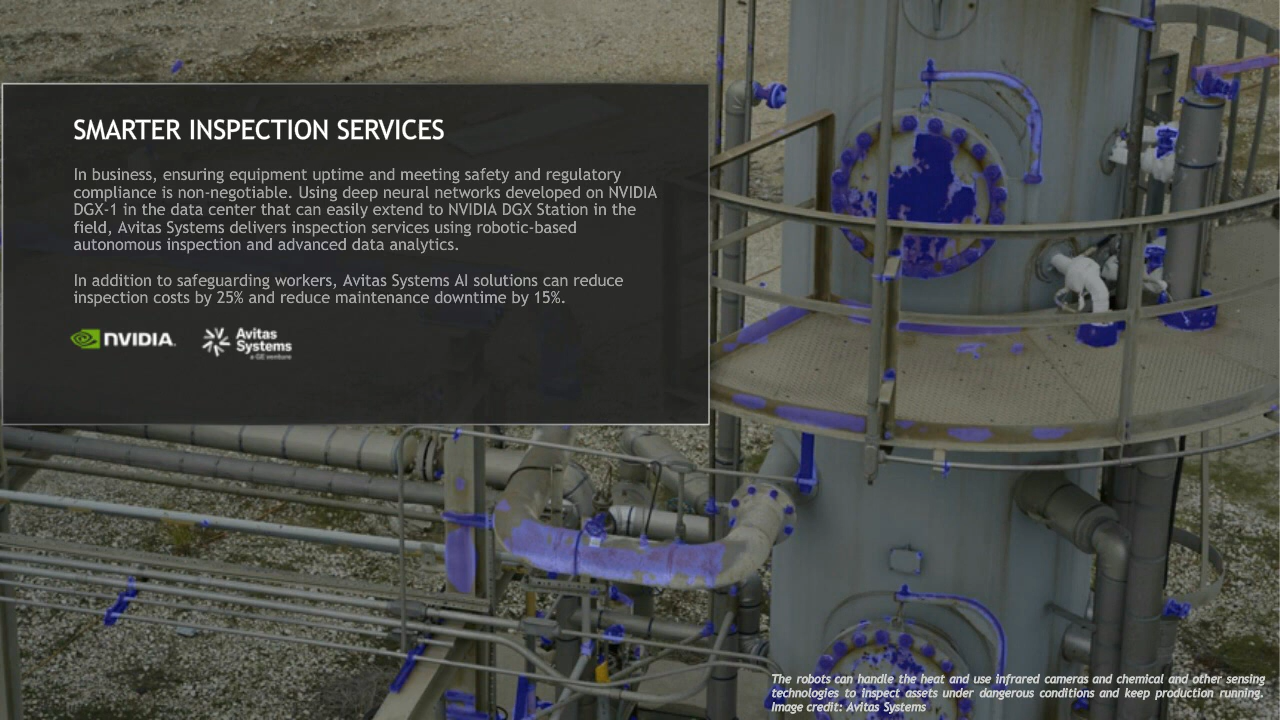 SMARTER INSPECTION SERVICES
In business, ensuring equipment uptime and meeting safety and regulatory
compliance is non-negotiable. Using deep neural networks developed on NVIDIA
DGX-1 in the data center that can easily extend to NVIDIA DGX Station in the
field, Avitas Systems delivers inspection services using robotic-based
autonomous inspection and advanced data analytics.
In addition to safeguarding workers, Avitas Systems AI solutions can reduce
inspection costs by 25% and reduce maintenance downtime by 15%.
NVIDIA.
Avitas
Systems
a GE venture
The robots can handle the heat and use infrared cameras and chemical and other sensing
technologies to inspect assets under dangerous conditions and keep production running.
Image credit: Avitas Systems